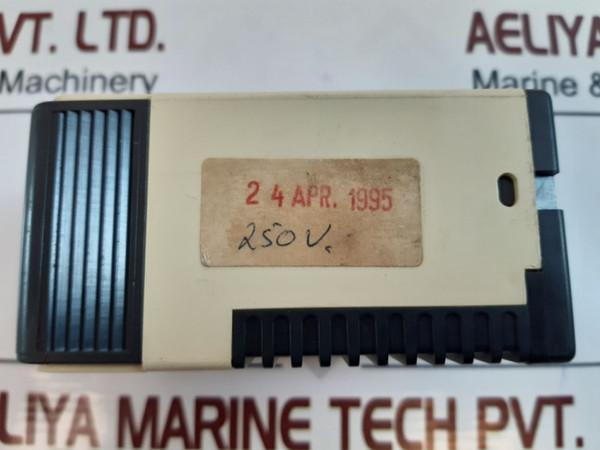 VT. LTD.
AELIYA
Machinery
Marine &
2 4 APR. 1995
250V.
LIYA MARINE TECH PVT.